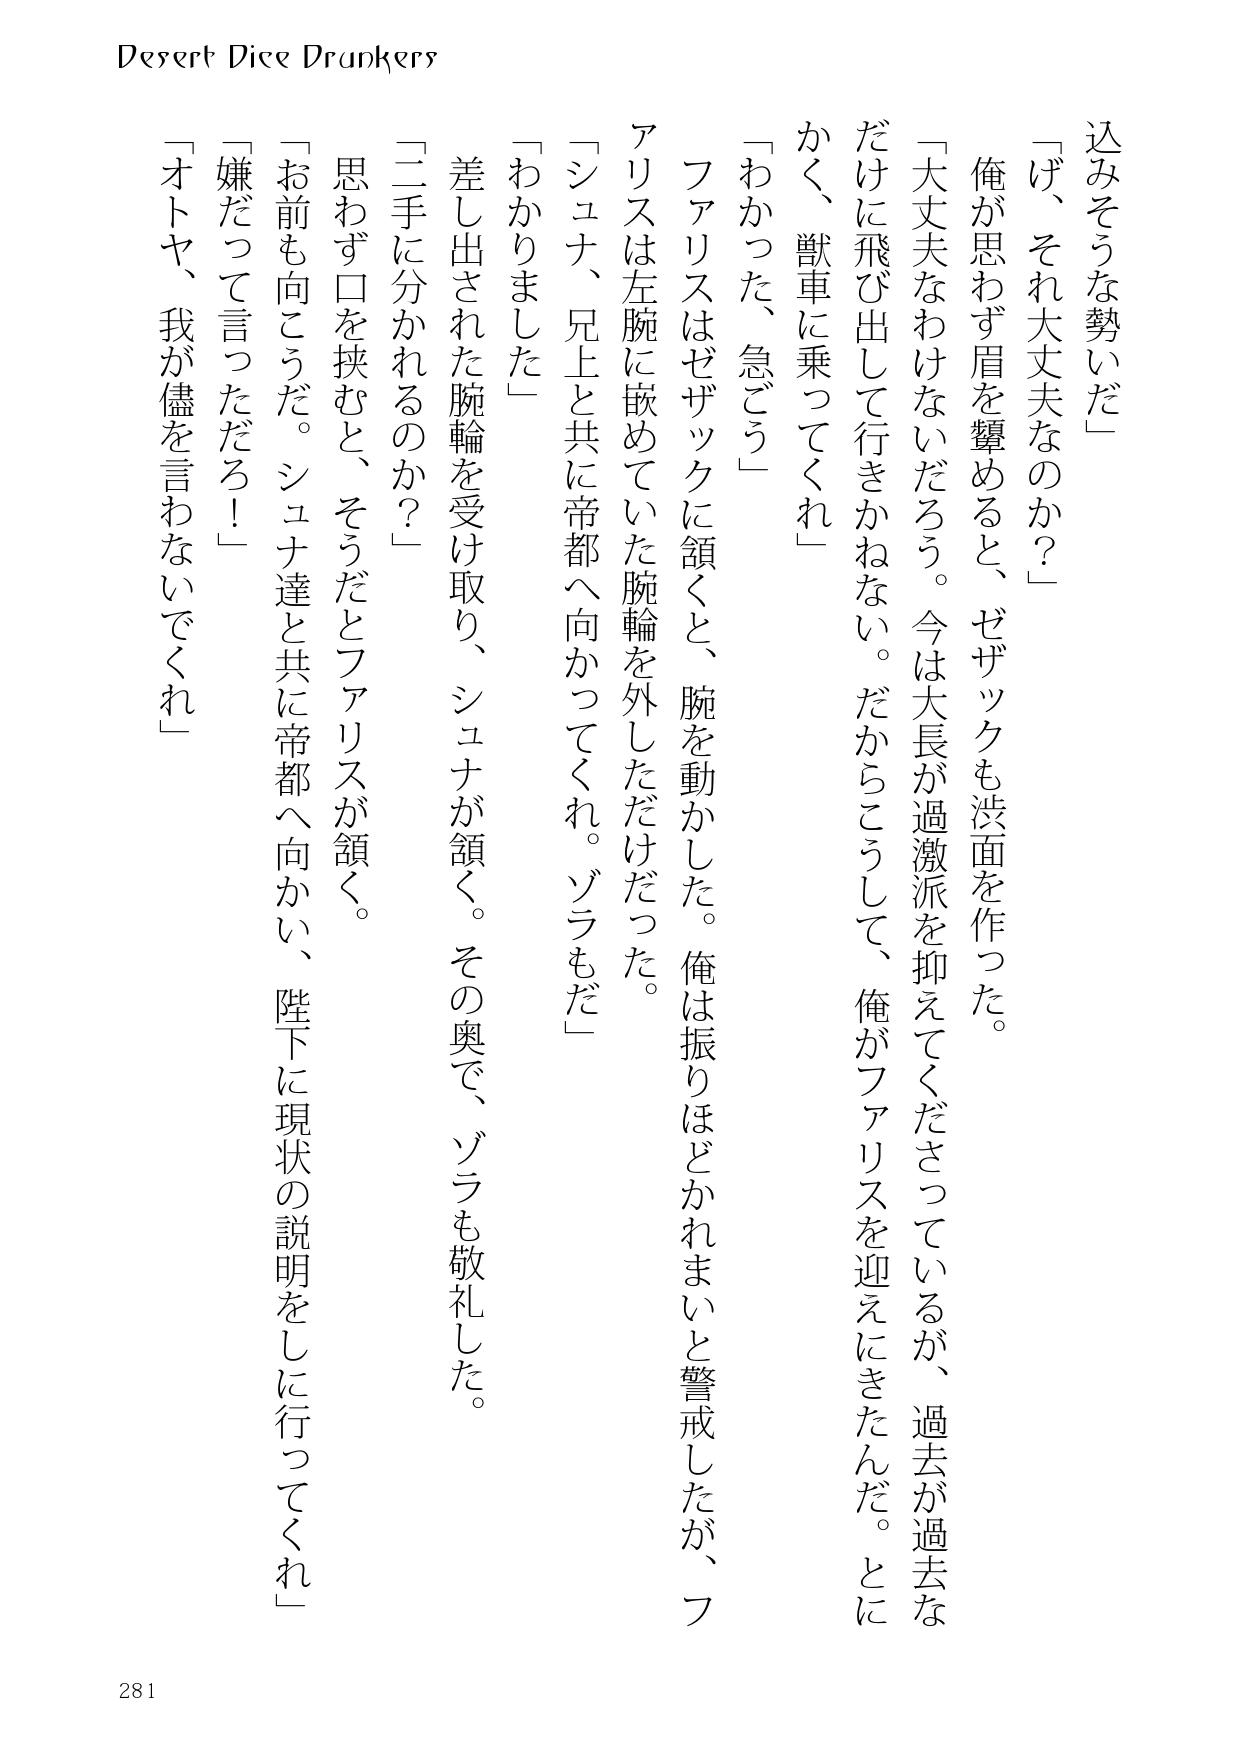 Desert Dice Drunkers
込みそうな勢いだ」
「げ、それ大丈夫なのか？」
俺が思わず眉を顰めると、ゼザックも渋面を作った。
「大丈夫なわけないだろう。今は大長が過激派を抑えてくださっているが、過去が過去な
だけに飛び出して行きかねない。だからこうして、俺がファリスを迎えにきたんだ。とに
かく、獣車に乗ってくれ」
「わかった、急ごう」
ファリスはゼザックに頷くと、腕を動かした。俺は振りほどかれまいと警戒したが、フ
ァリスは左腕に嵌めていた腕輪を外しただけだった。
「シュナ、兄上と共に帝都へ向かってくれ。ゾラもだ」
「わかりました」
差し出された腕輪を受け取り、シュナが頷く。その奥で、ゾラも敬礼した。
「二手に分かれるのか？」
思わず口を挟むと、そうだとファリスが頷く。
「お前も向こうだ。シュナ達と共に帝都へ向かい、陛下に現状の説明をしに行ってくれ」
「嫌だって言っただろ！」
「オトヤ、我が儘を言わないでくれ」
281